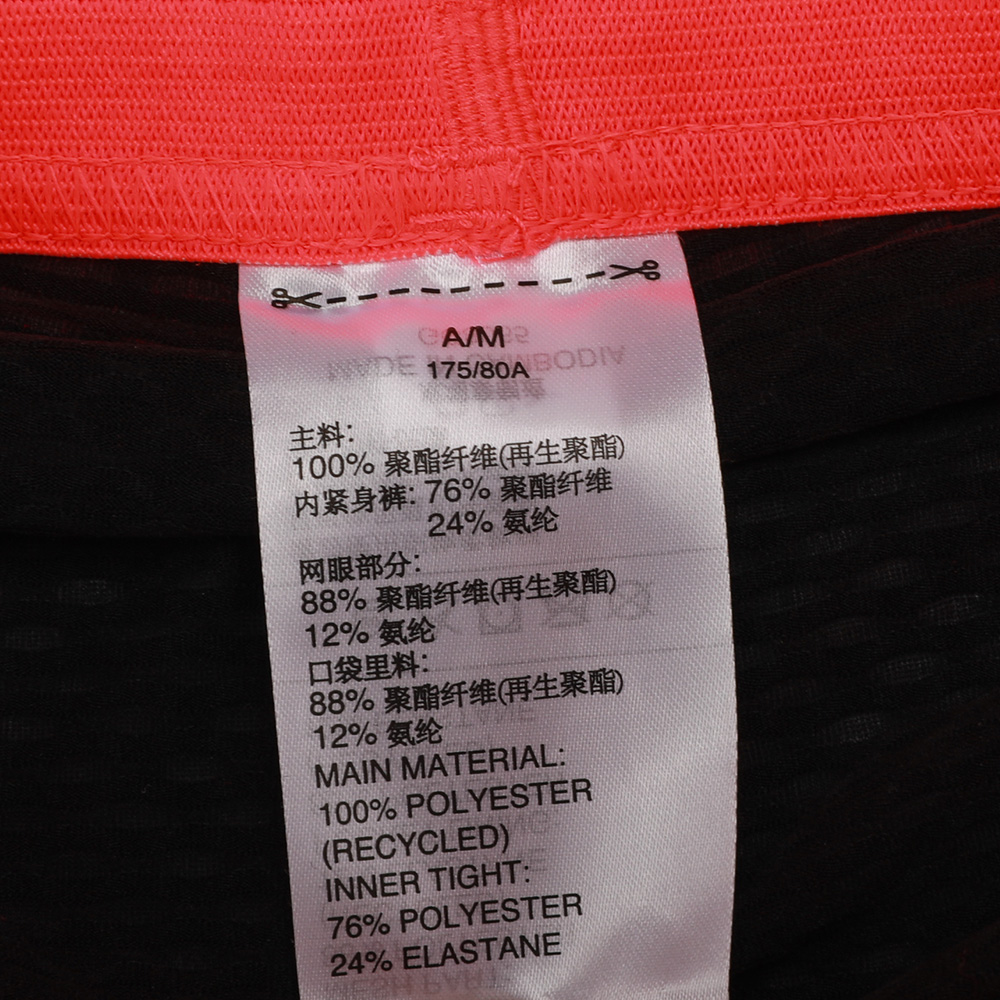 A/M
175/80A
主料:
100% 聚酯纤维(再生聚酯)
内紧身裤: 76% 聚酯纤维
24% 氨纶
网眼部分:
88% 聚酯纤维(再生聚酯)
12% 氨纶
口袋里料:
88% 聚酯纤维(再生聚酯)
12% 氨纶
MAIN MATERIAL:
100% POLYESTER
(RECYCLED)
INNER TIGHT:
76% POLYESTER
24% ELASTANE